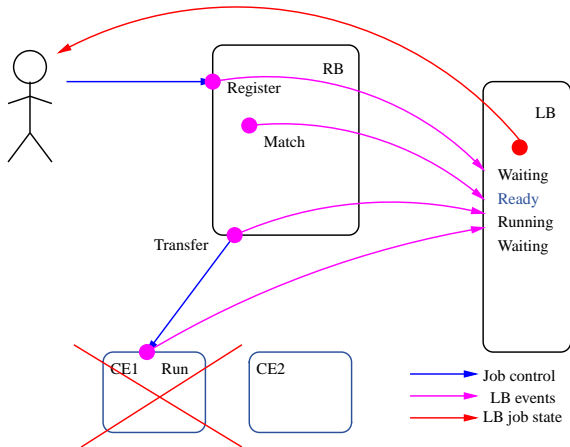 RB
Register
LB
Match
Waiting
Ready
Running
Transfer
Waiting
CE1 Run
CE2
Job control
LB events
LB job state